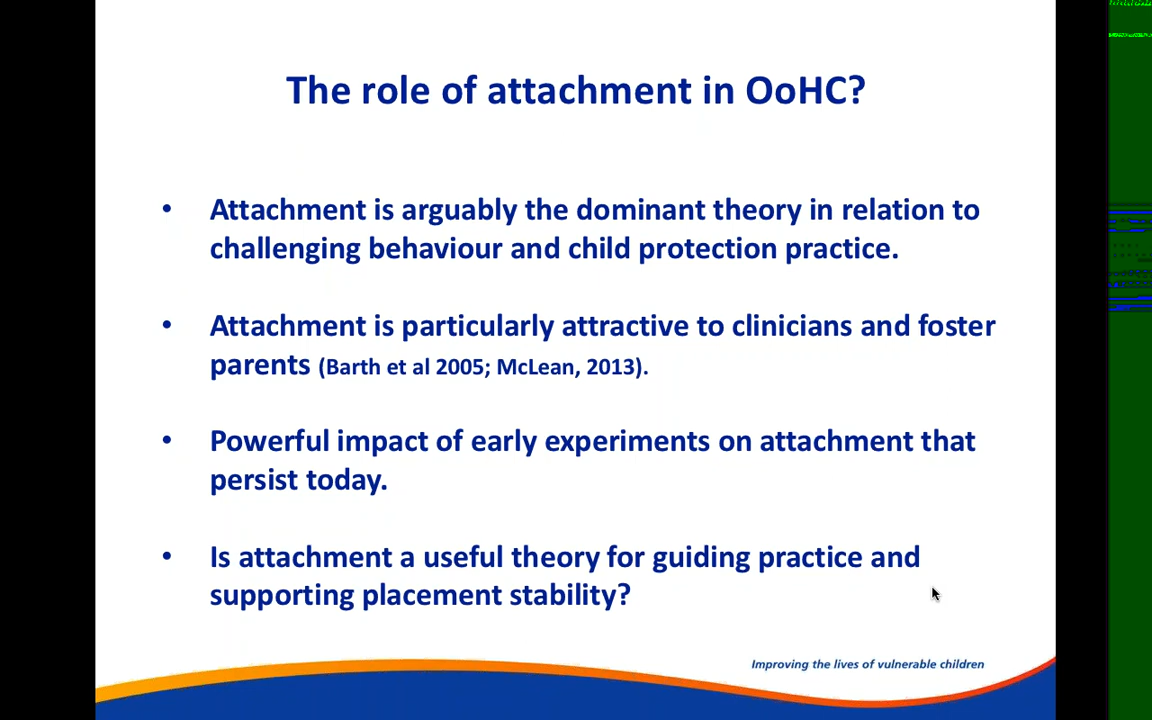 The role of attachment in OoHC?
• Attachment is arguably the dominant theory in relation to
challenging behaviour and child protection practice.
• Attachment is particularly attractive to clinicians and foster
parents (Barth et al 2005; McLean, 2013).
• Powerful impact of early experiments on attachment that
persist today.
• Is attachment a useful theory for guiding practice and
supporting placement stability?
Improving the lives of vulnerable children